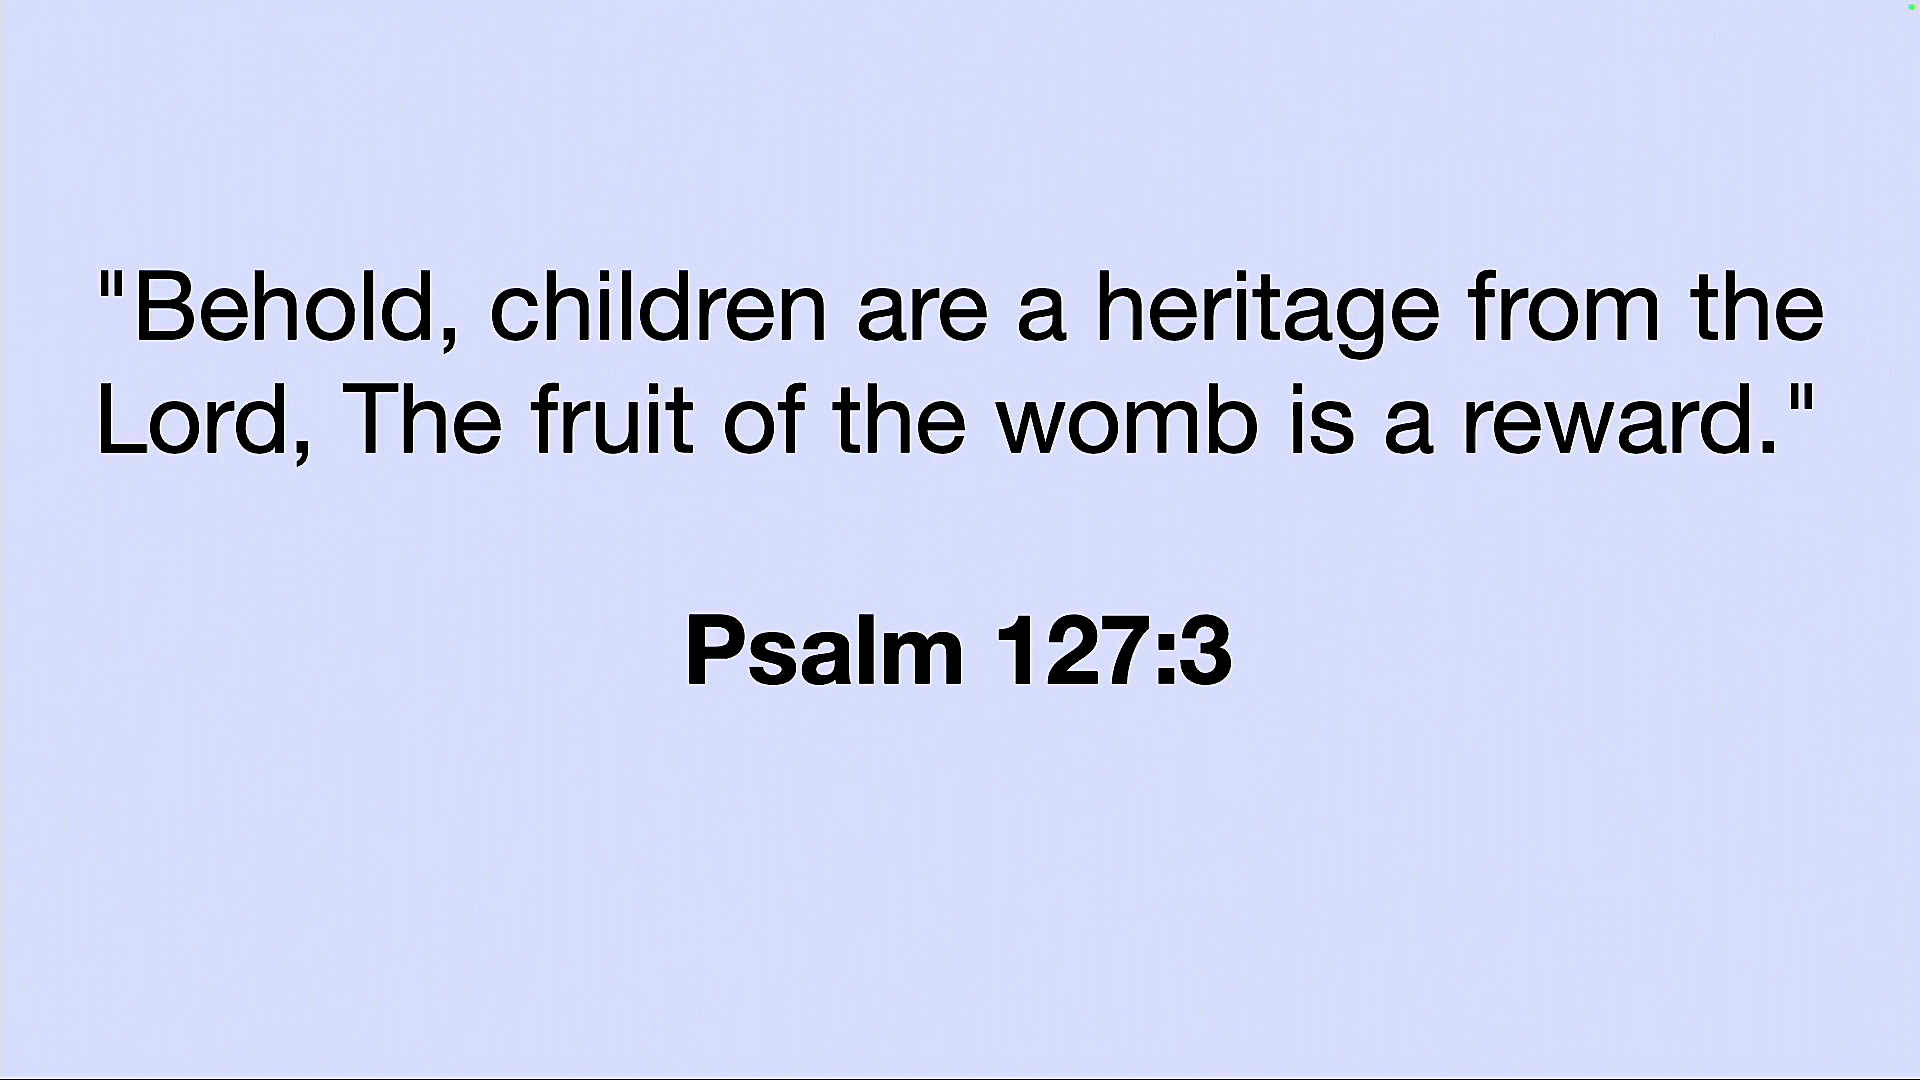 "Behold, children are a heritage from the
Lord, The fruit of the womb is a reward."
Psalm 127:3